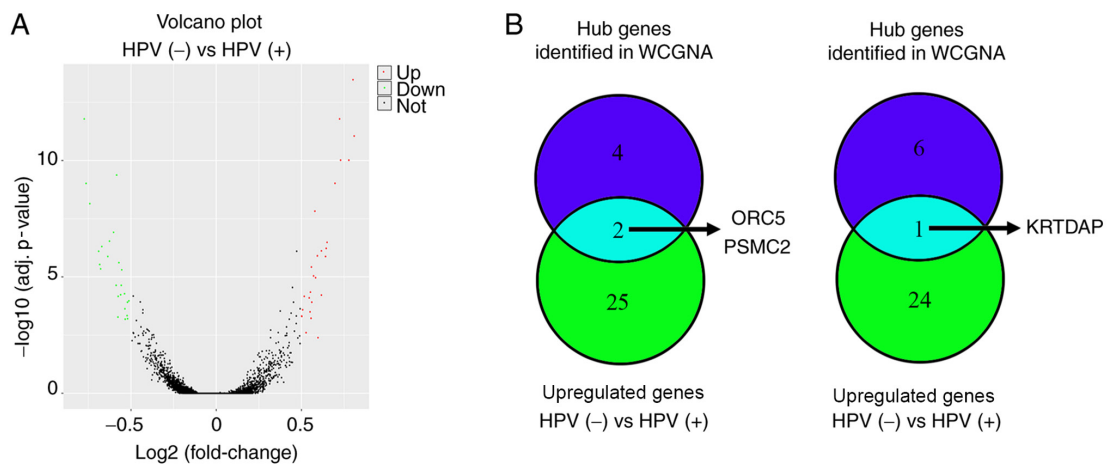 A
Volcano plot
HPV (–) vs HPV (+)
Up
Down
Not
–log10 (adj. p-value)
10
5
0
–0.5
0
0.5
Log2 (fold-change)
B
Hub genes
identified in WCGNA
4
2
25
ORC5
PSMC2
Upregulated genes
HPV (–) vs HPV (+)
Hub genes
identified in WCGNA
6
1
24
KRTDAP
Upregulated genes
HPV (–) vs HPV (+)